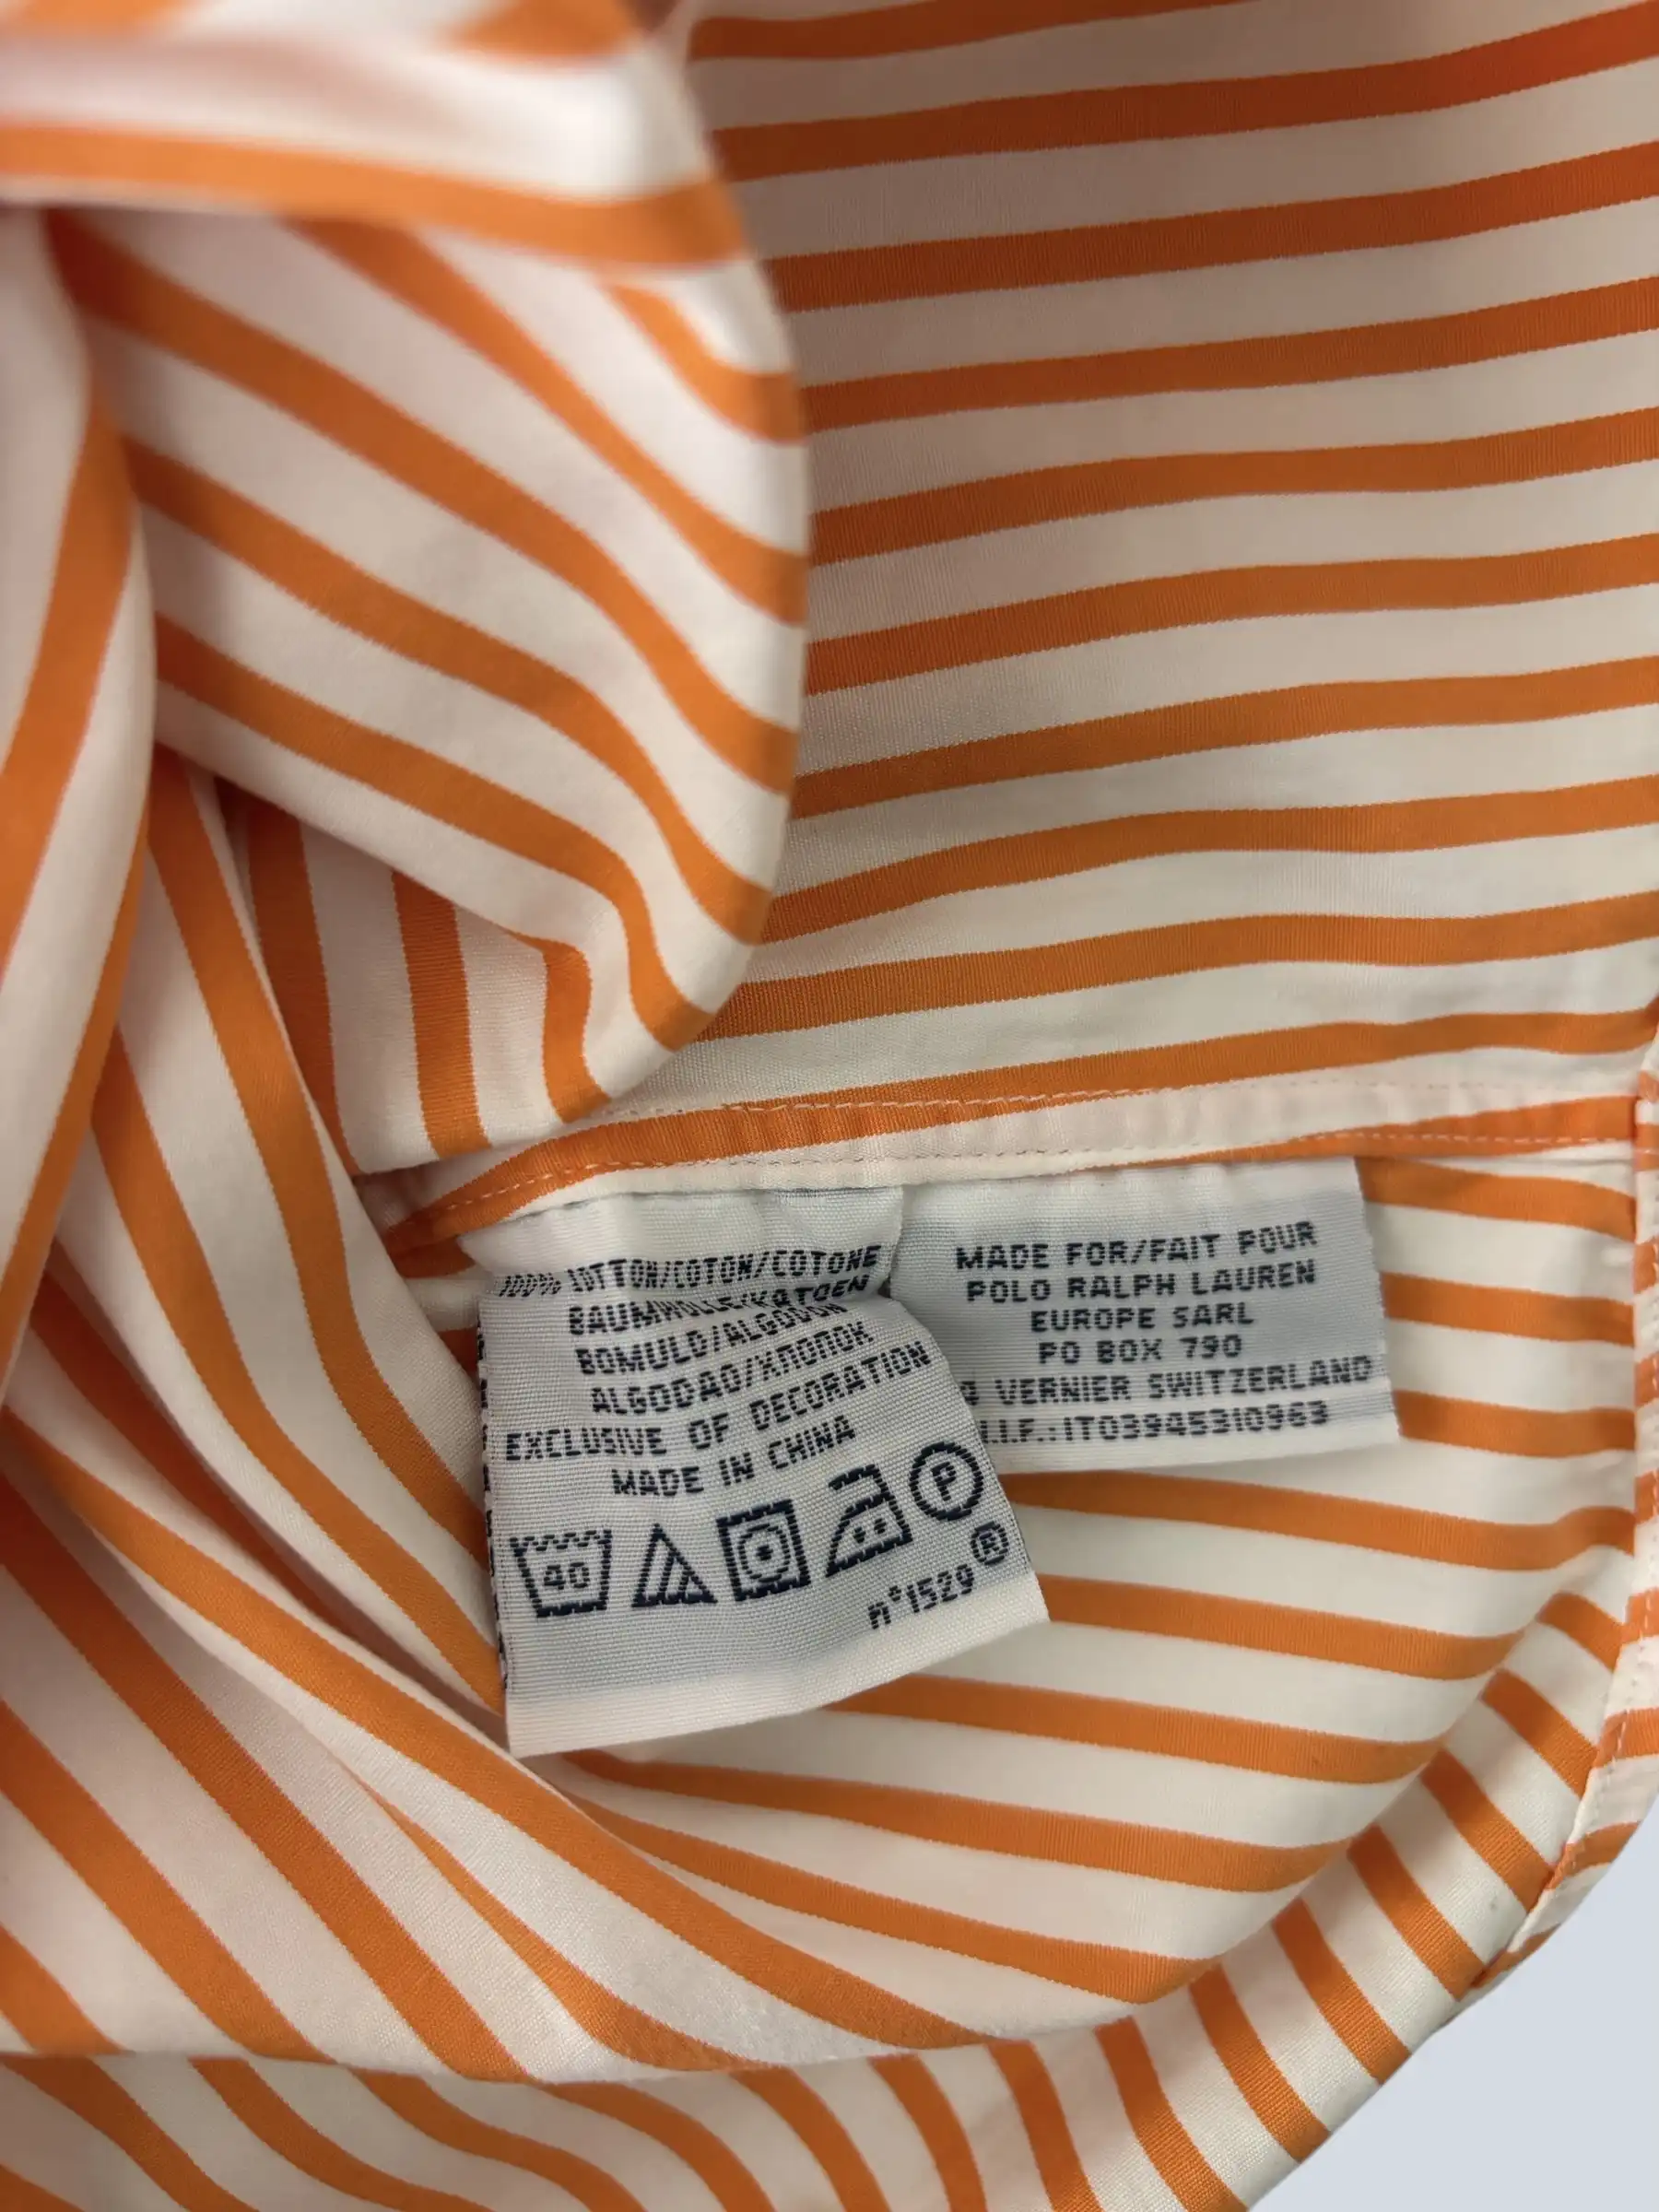 100% COTTON/COTON/COTONE
BAUMWOLLE/KATOEN
BOMULD/ALGODON
ALGODAO/ХЛОПОК
EXCLUSIVE OF DECORATION
MADE IN CHINA
40
P
®
n°1529
MADE FOR/FAIT POUR
POLO RALPH LAUREN
EUROPE SARL
PO BOX 790
VERNIER SWITZERLAND
.I.F.:IT03945310963